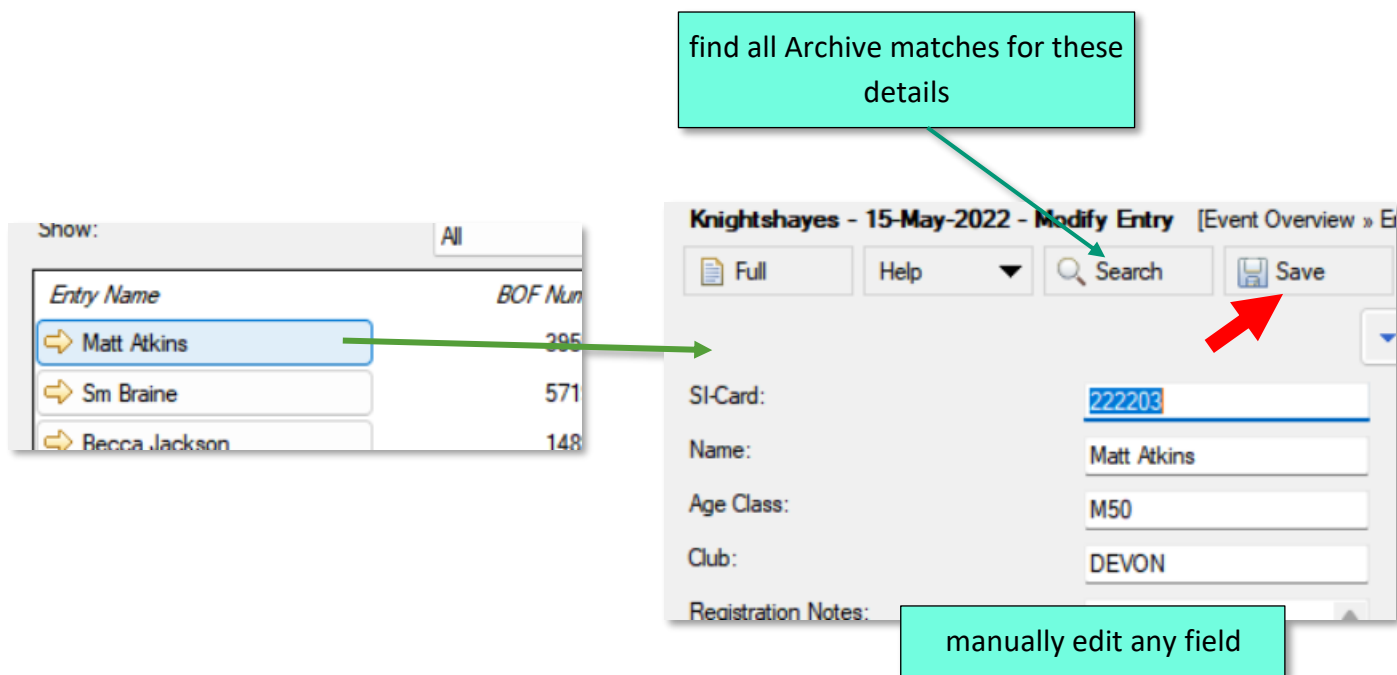 find all Archive matches for these
details
Show:
All
Entry Name BOF Num
Matt Atkins 395
Sm Braine 571
Becca Jackson 148
Knightshayes - 15-May-2022 - Modify Entry [Event Overview » E
Full Help Search Save
SI-Card: 222203
Name: Matt Atkins
Age Class: M50
Club: DEVON
Registration Notes:
manually edit any field